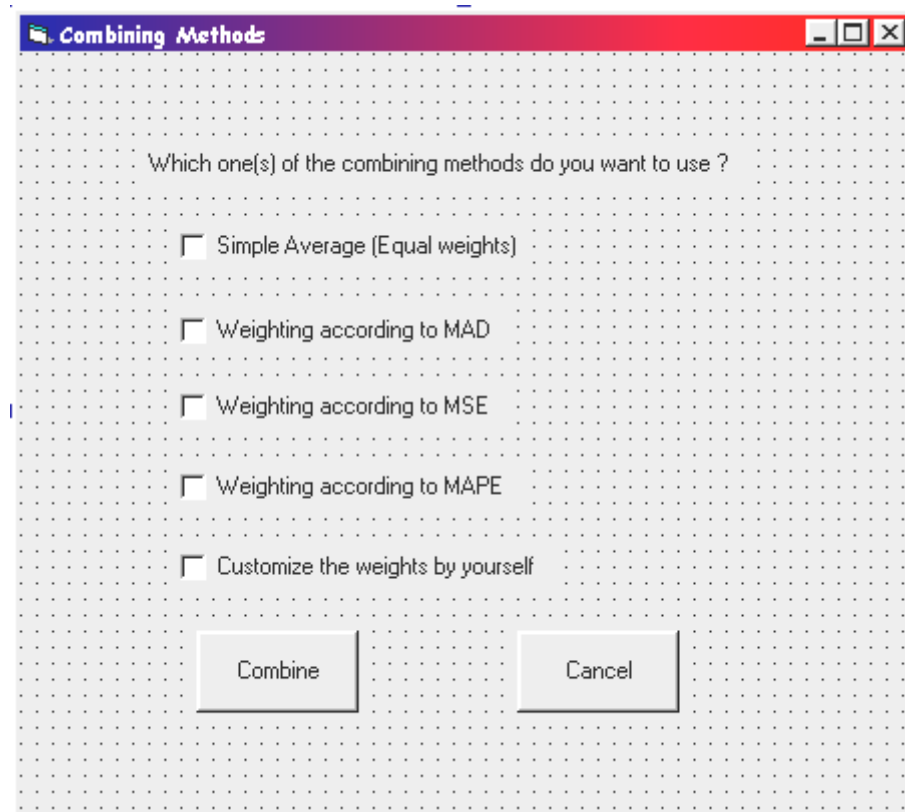 Combining Methods
Which one(s) of the combining methods do you want to use ?
Simple Average (Equal weights)
Weighting according to MAD
Weighting according to MSE
Weighting according to MAPE
Customize the weights by yourself
Combine
Cancel